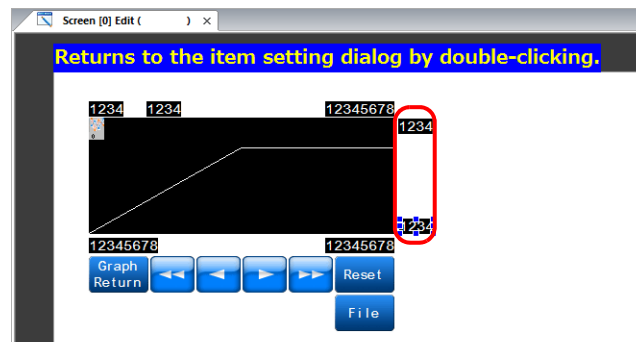 Screen [0] Edit ( )
Returns to the item setting dialog by double-clicking.
1234 1234 12345678
1234
0
1234
12345678 12345678
Graph Return Reset
File